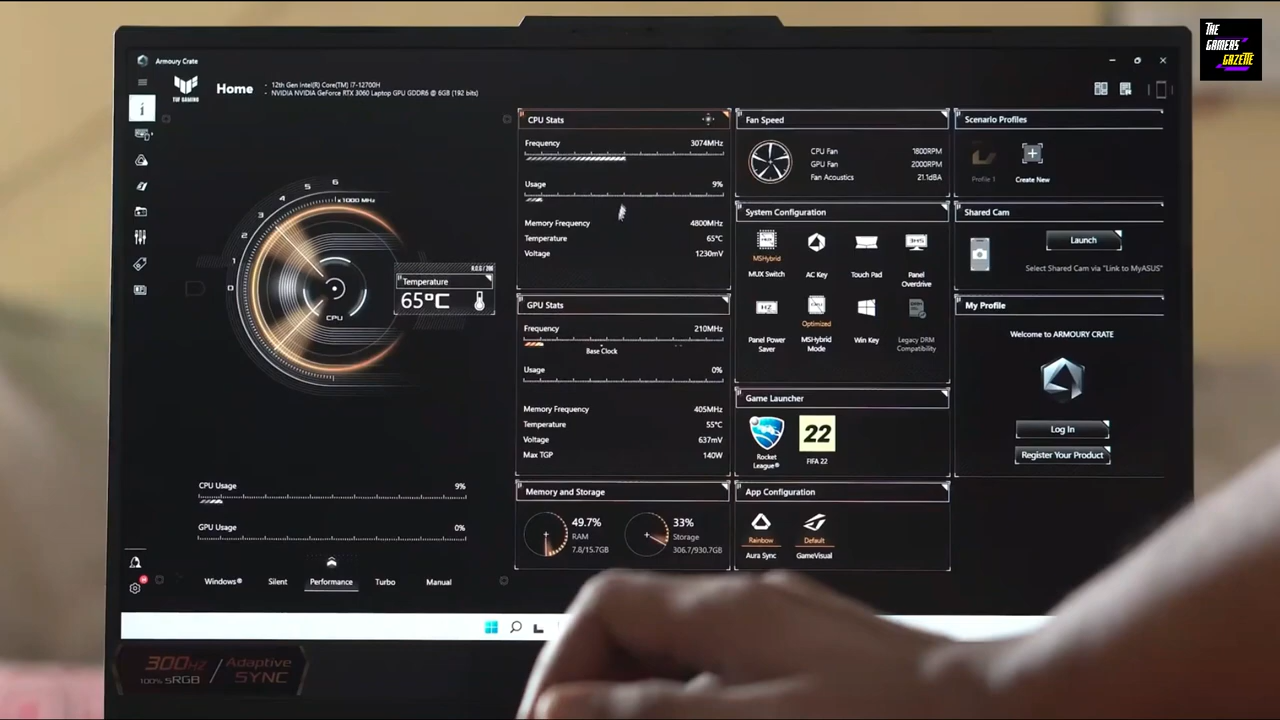 THE
GAMERS
GAZETTE
Armoury Crate
TUF GAMING
Home
12th Gen Intel(R) Core(TM) i7-12700H
NVIDIA NVIDIA GeForce RTX 3060 Laptop GPU GDDR6 @ 6GB (192 bits)
0
1
2
3
4
5
6
x1000 MHz
CPU
Temperature
65°C
CPU Usage 9%
GPU Usage 0%
Windows® Silent Performance Turbo Manual
CPU Stats
Frequency 3074MHz
Usage 9%
Memory Frequency 4800MHz
Temperature 65°C
Voltage 1230mV
GPU Stats
Frequency 210MHz
Base Clock
Usage 0%
Memory Frequency 405MHz
Temperature 55°C
Voltage 637mV
Max TGP 140W
Memory and Storage
49.7%
RAM
7.8/15.7GB
33%
Storage
306.7/930.7GB
Fan Speed
CPU Fan 1800RPM
GPU Fan 2000RPM
Fan Acoustics 21.1dBA
System Configuration
MSHybrid
MUX Switch
AC Key
Touch Pad
Panel
Overdrive
HZ
Panel Power
Saver
Optimized
MSHybrid
Mode
Win Key
Legacy DRM
Compatibility
Game Launcher
Rocket
League®
22
FIFA 22
App Configuration
Rainbow
Aura Sync
Default
GameVisual
Scenario Profiles
Profile 1
Create New
Shared Cam
Launch
Select Shared Cam via "Link to MyASUS"
My Profile
Welcome to ARMOURY CRATE
Log In
Register Your Product
300HZ
100% sRGB
Adaptive
SYNC